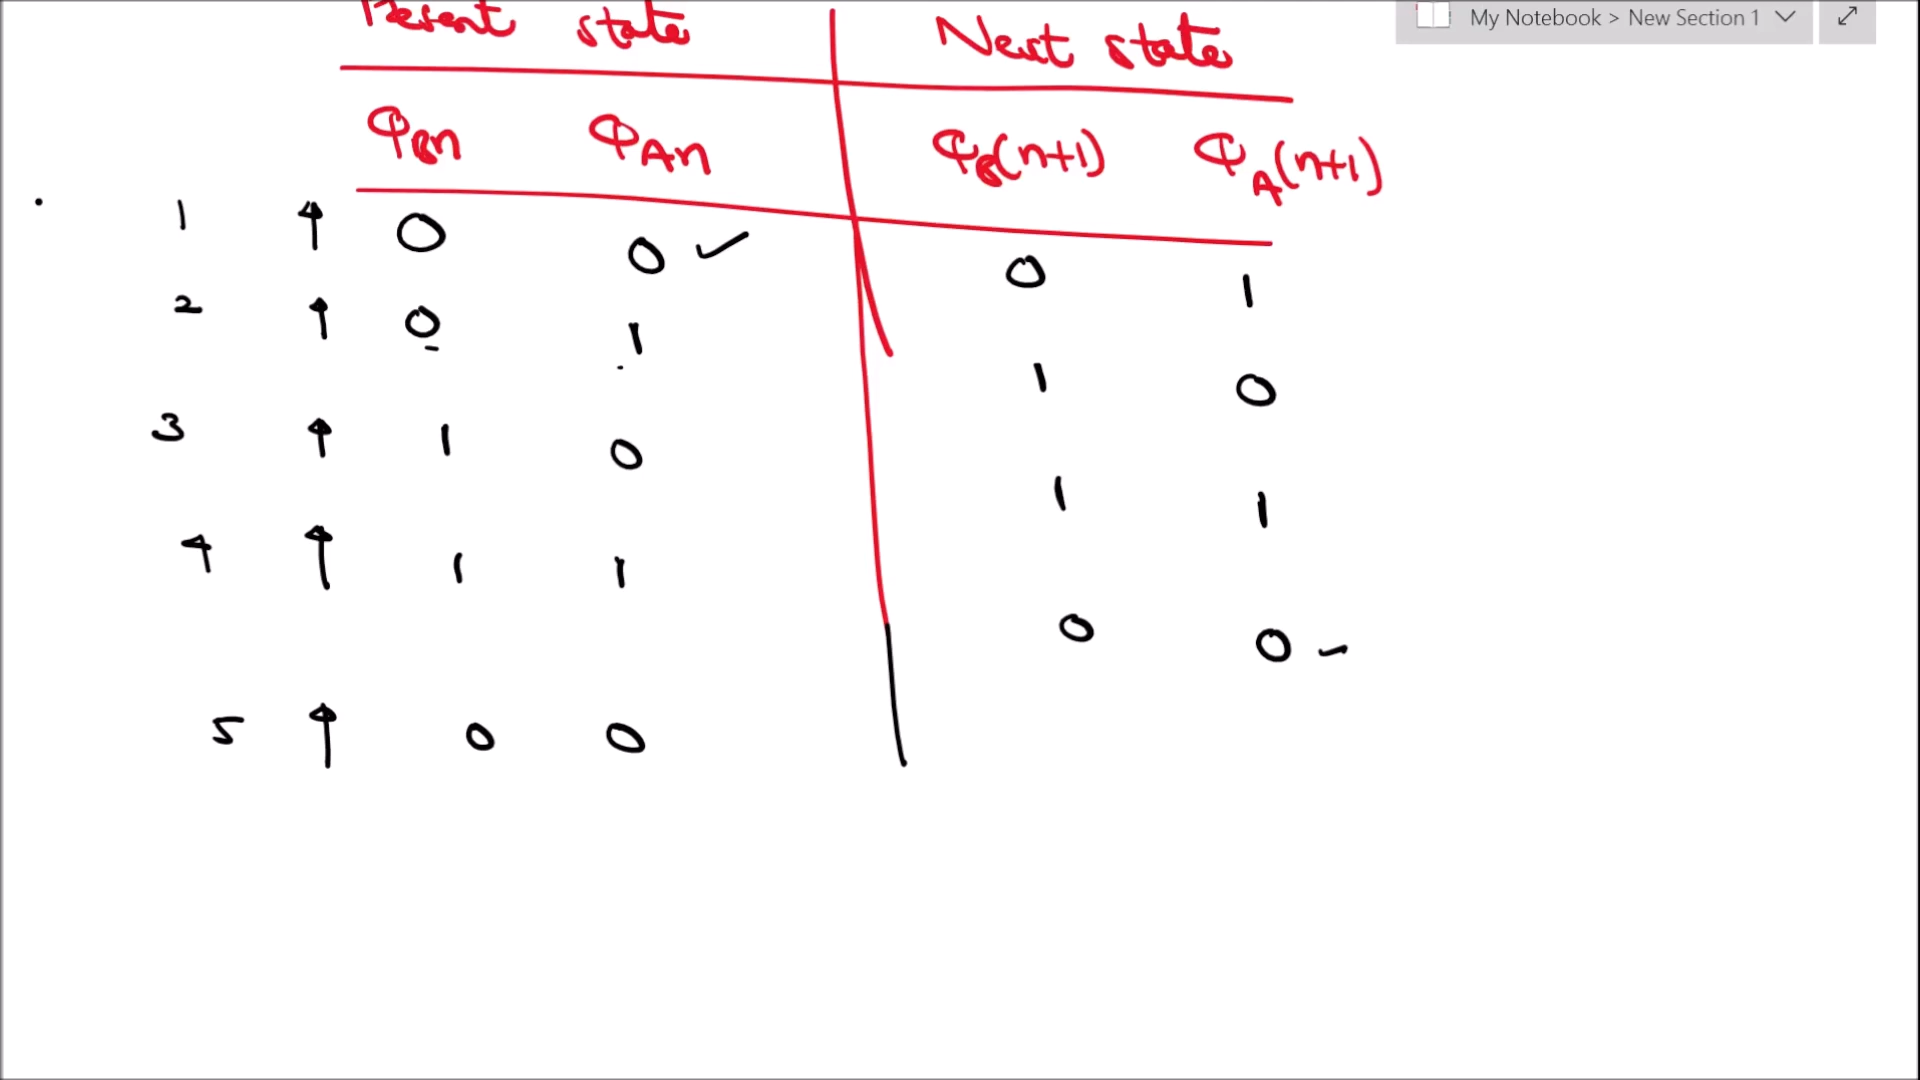 My Notebook > New Section 1
Present state Next state
QBn QAn QB(n+1) QA(n+1)
1 ↑ 0 0 ✓ 0 1
2 ↑ 0 1 1 0
3 ↑ 1 0 1 1
4 ↑ 1 1 0 0
5 ↑ 0 0